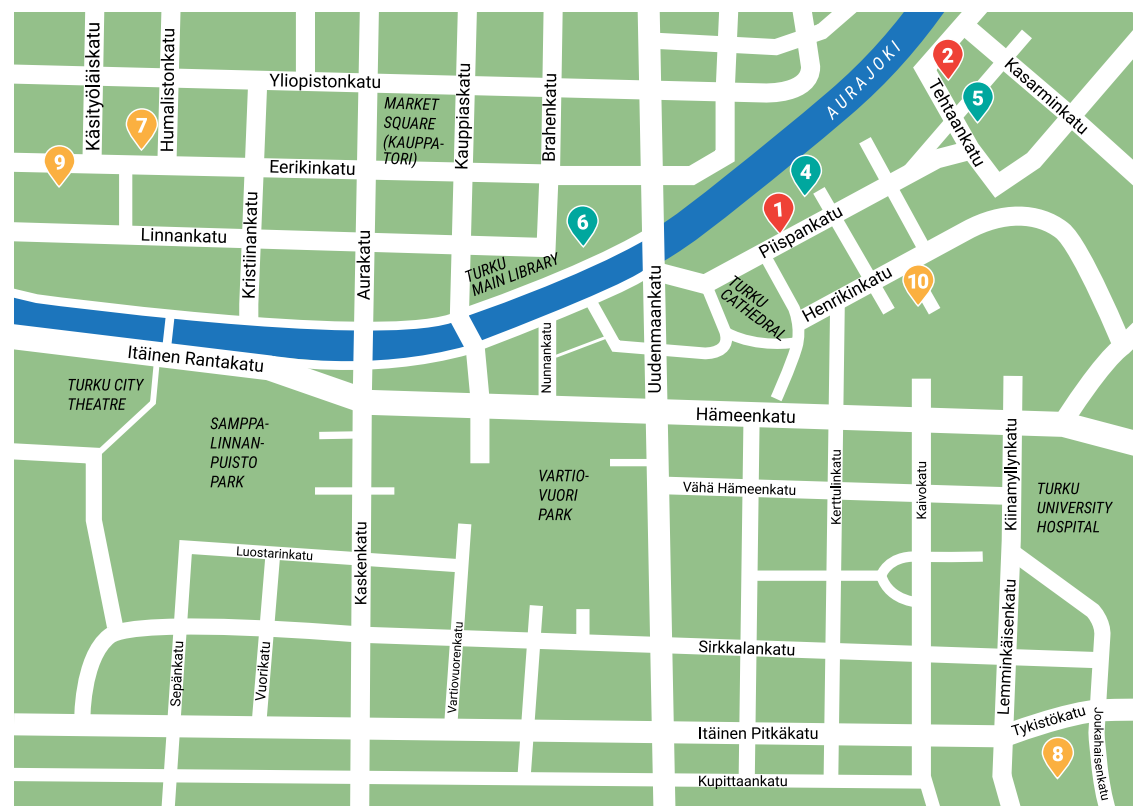 Käsityöläiskatu
Humalistonkatu
Yliopistonkatu
MARKET
SQUARE
(KAUPPA-
TORI)
Kauppiaskatu
Brahenkatu
AURAJOKI
2
Kasarminkatu
5
Tehtaankatu
7
9
Eerikinkatu
4
1
Piispankatu
Linnankatu
Kristiinankatu
Aurakatu
6
TURKU
MAIN LIBRARY
Uudenmaankatu
TURKU
CATHEDRAL
Henrikinkatu
10
Itäinen Rantakatu
Nunnankatu
TURKU CITY
THEATRE
Hämeenkatu
SAMPPA-
LINNAN-
PUISTO
PARK
VARTIO-
VUORI
PARK
Vähä Hämeenkatu
Kerttulinkatu
Kaivokatu
Kiinamyllynkatu
TURKU
UNIVERSITY
HOSPITAL
Luostarinkatu
Kaskenkatu
Lemminkäisenkatu
Sepänkatu
Vuorikatu
Vartiovuorenkatu
Sirkkalankatu
Itäinen Pitkäkatu
Tykistökatu
Joukahaisenkatu
8
Kupittaankatu